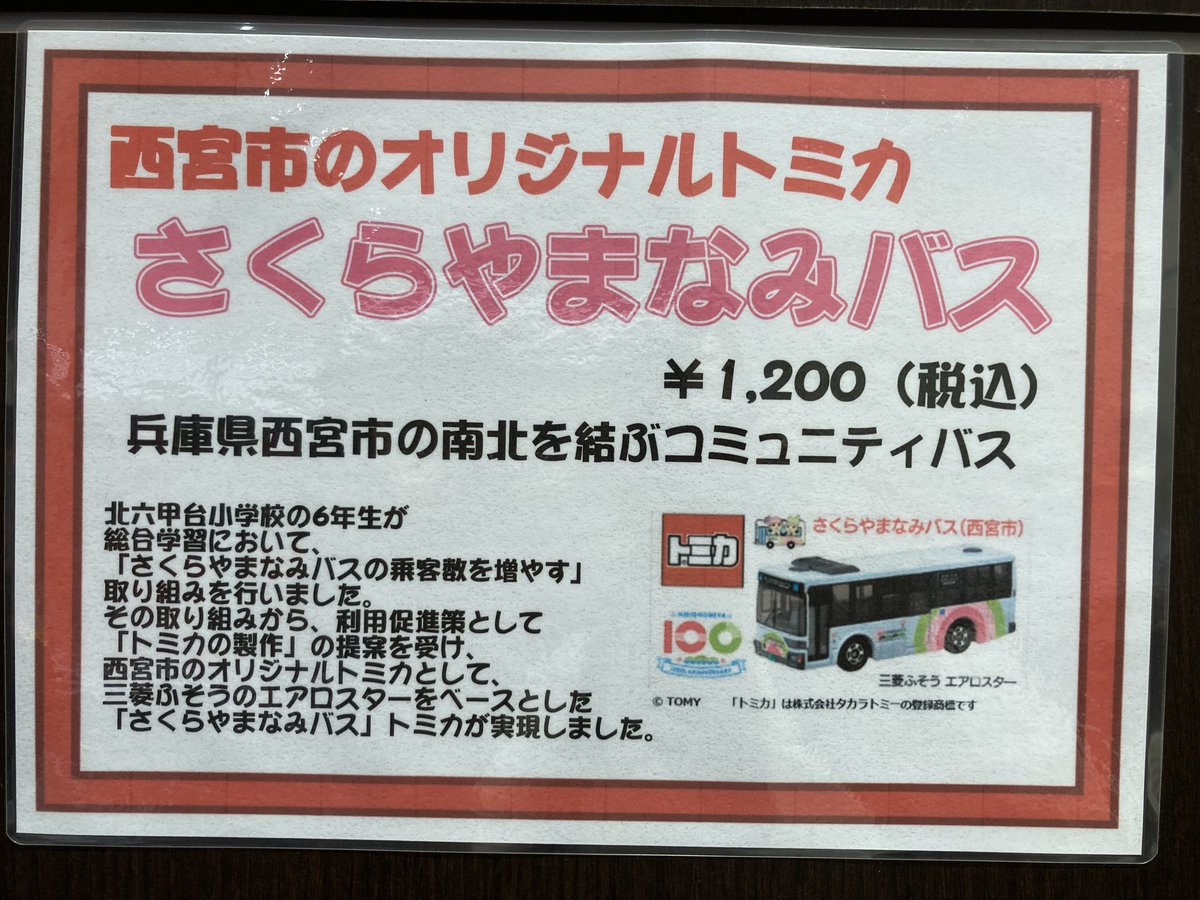 西宮市のオリジナルトミカ
さくらやまなみバス
￥1,200（税込）
兵庫県西宮市の南北を結ぶコミュニティバス
北六甲台小学校の6年生が
総合学習において、
「さくらやまなみバスの乗客数を増やす」
取り組みを行いました。
その取り組みから、利用促進策として
「トミカの製作」の提案を受け、
西宮市のオリジナルトミカとして、
三菱ふそうのエアロスターをベースとした
「さくらやまなみバス」トミカが実現しました。
トミカ
さくらやまなみバス(西宮市)
100
三菱ふそう エアロスター
© TOMY 「トミカ」は株式会社タカラトミーの登録商標です